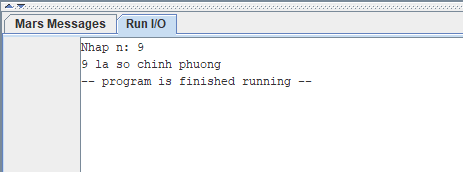 Mars Messages Run I/O
Nhap n: 9
9 la so chinh phuong
-- program is finished running --